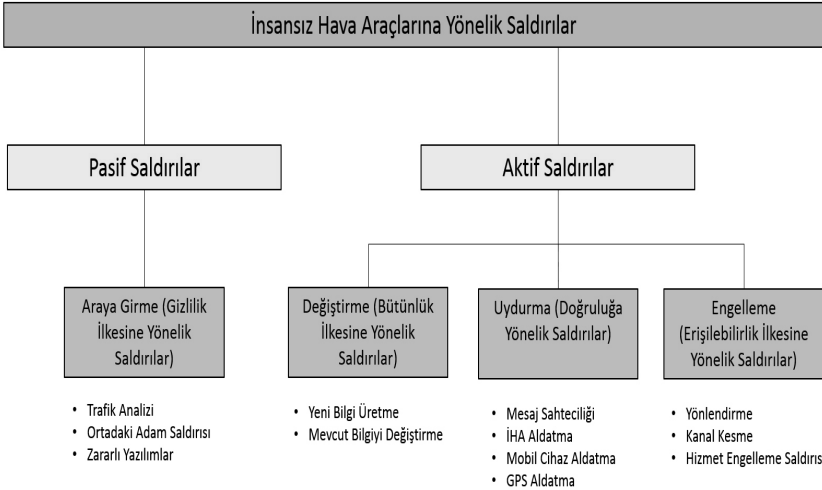 İnsansız Hava Araçlarına Yönelik Saldırılar
Pasif Saldırılar
Aktif Saldırılar
Araya Girme (Gizlilik
İlkesine Yönelik
Saldırılar)
• Trafik Analizi
• Ortadaki Adam Saldırısı
• Zararlı Yazılımlar
Değiştirme (Bütünlük
İlkesine Yönelik
Saldırılar)
• Yeni Bilgi Üretme
• Mevcut Bilgiyi Değiştirme
Uydurma (Doğruluğa
Yönelik Saldırılar)
• Mesaj Sahteciliği
• İHA Aldatma
• Mobil Cihaz Aldatma
• GPS Aldatma
Engelleme
(Erişilebilirlik İlkesine
Yönelik Saldırılar)
• Yönlendirme
• Kanal Kesme
• Hizmet Engelleme Saldırıs